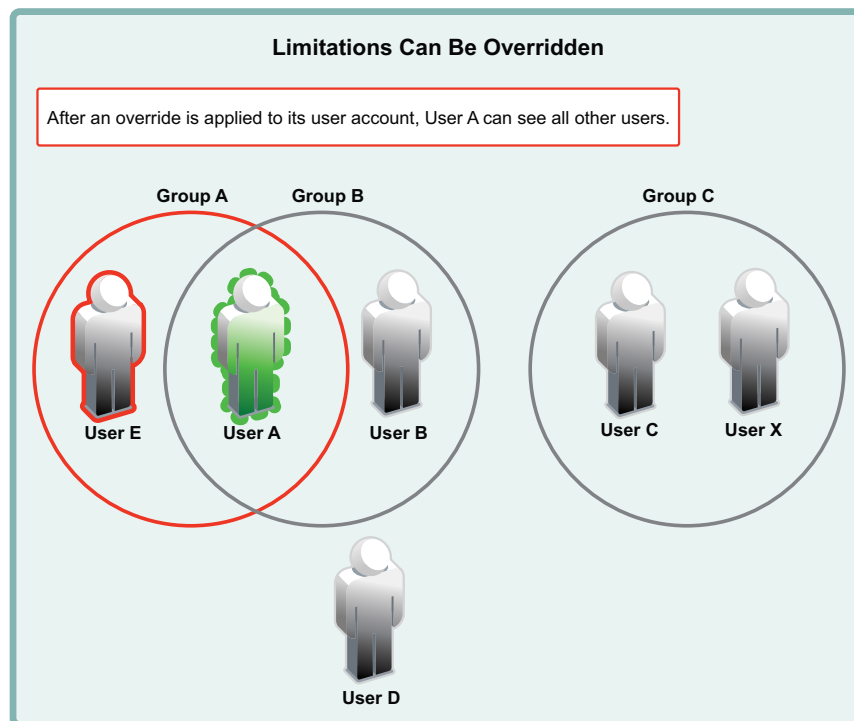 Limitations Can Be Overridden
After an override is applied to its user account, User A can see all other users.
Group A
Group B
Group C
User E
User A
User B
User C
User X
User D